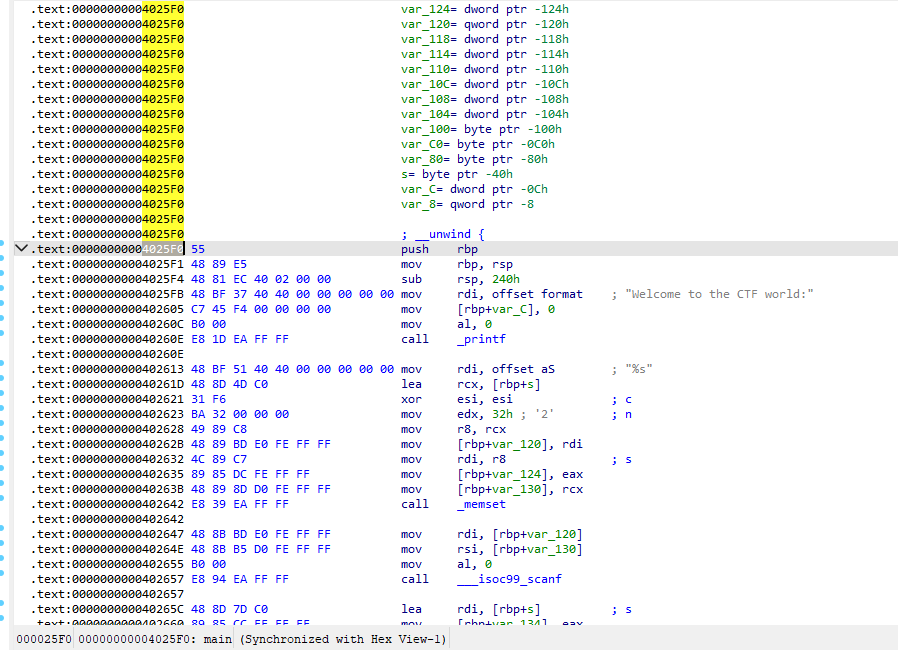 .text:00000000004025F0 var_124= dword ptr -124h
.text:00000000004025F0 var_120= qword ptr -120h
.text:00000000004025F0 var_118= dword ptr -118h
.text:00000000004025F0 var_114= dword ptr -114h
.text:00000000004025F0 var_110= dword ptr -110h
.text:00000000004025F0 var_10C= dword ptr -10Ch
.text:00000000004025F0 var_108= dword ptr -108h
.text:00000000004025F0 var_104= dword ptr -104h
.text:00000000004025F0 var_100= byte ptr -100h
.text:00000000004025F0 var_C0= byte ptr -0C0h
.text:00000000004025F0 var_80= byte ptr -80h
.text:00000000004025F0 s= byte ptr -40h
.text:00000000004025F0 var_C= dword ptr -0Ch
.text:00000000004025F0 var_8= qword ptr -8
.text:00000000004025F0
.text:00000000004025F0 ; __unwind {
.text:00000000004025F0 55 push rbp
.text:00000000004025F1 48 89 E5 mov rbp, rsp
.text:00000000004025F4 48 81 EC 40 02 00 00 sub rsp, 240h
.text:00000000004025FB 48 BF 37 40 40 00 00 00 00 00 mov rdi, offset format ; "Welcome to the CTF world:"
.text:0000000000402605 C7 45 F4 00 00 00 00 mov [rbp+var_C], 0
.text:000000000040260C B0 00 mov al, 0
.text:000000000040260E E8 1D EA FF FF call _printf
.text:000000000040260E
.text:0000000000402613 48 BF 51 40 40 00 00 00 00 00 mov rdi, offset aS ; "%s"
.text:000000000040261D 48 8D 4D C0 lea rcx, [rbp+s]
.text:0000000000402621 31 F6 xor esi, esi ; c
.text:0000000000402623 BA 32 00 00 00 mov edx, 32h ; '2' ; n
.text:0000000000402628 49 89 C8 mov r8, rcx
.text:000000000040262B 48 89 BD E0 FE FF FF mov [rbp+var_120], rdi
.text:0000000000402632 4C 89 C7 mov rdi, r8 ; s
.text:0000000000402635 89 85 DC FE FF FF mov [rbp+var_124], eax
.text:000000000040263B 48 89 8D D0 FE FF FF mov [rbp+var_130], rcx
.text:0000000000402642 E8 39 EA FF FF call _memset
.text:0000000000402642
.text:0000000000402647 48 8B BD E0 FE FF FF mov rdi, [rbp+var_120]
.text:000000000040264E 48 8B B5 D0 FE FF FF mov rsi, [rbp+var_130]
.text:0000000000402655 B0 00 mov al, 0
.text:0000000000402657 E8 94 EA FF FF call ___isoc99_scanf
.text:0000000000402657
.text:000000000040265C 48 8D 7D C0 lea rdi, [rbp+s] ; s
.text:0000000000402660 89 85 CC FE FF FF mov [rbp+var_134], eax
000025F0 00000000004025F0: main (Synchronized with Hex View-1)